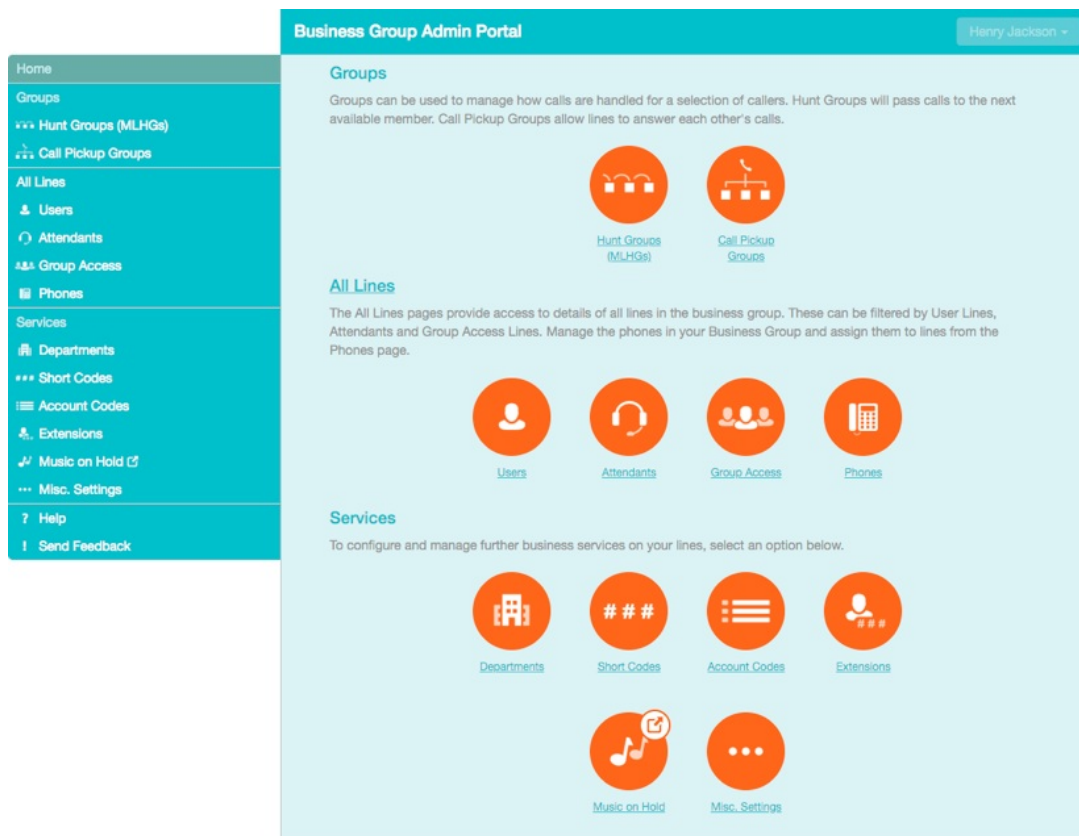 Business Group Admin Portal
Henry Jackson
Home
Groups
Hunt Groups (MLHGs)
Call Pickup Groups
All Lines
Users
Attendants
Group Access
Phones
Services
Departments
### Short Codes
Account Codes
Extensions
Music on Hold
Misc. Settings
? Help
! Send Feedback
Groups
Groups can be used to manage how calls are handled for a selection of callers. Hunt Groups will pass calls to the next
available member. Call Pickup Groups allow lines to answer each other's calls.
Hunt Groups
(MLHGs)
Call Pickup
Groups
All Lines
The All Lines pages provide access to details of all lines in the business group. These can be filtered by User Lines,
Attendants and Group Access Lines. Manage the phones in your Business Group and assign them to lines from the
Phones page.
Users
Attendants
Group Access
Phones
Services
To configure and manage further business services on your lines, select an option below.
###
###
Departments
Short Codes
Account Codes
Extensions
Music on Hold
Misc. Settings